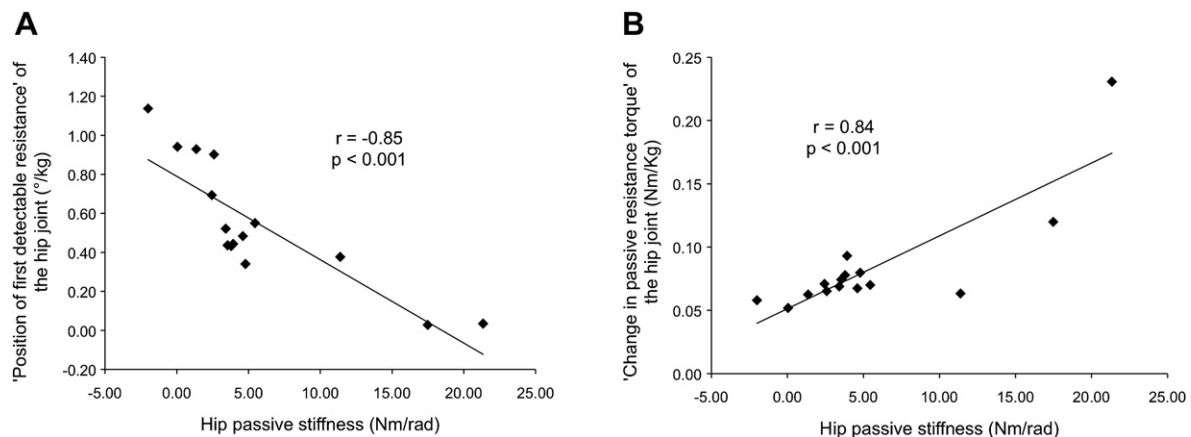 A
'Position of first detectable resistance' of
the hip joint (°/kg)
1.40
1.20
1.00
0.80
0.60
0.40
0.20
0.00
-0.20
r = -0.85
p < 0.001
-5.00 0.00 5.00 10.00 15.00 20.00 25.00
Hip passive stiffness (Nm/rad)
B
'Change in passive resistance torque' of
the hip joint (Nm/Kg)
0.25
0.20
0.15
0.10
0.05
0.00
r = 0.84
p < 0.001
-5.00 0.00 5.00 10.00 15.00 20.00 25.00
Hip passive stiffness (Nm/rad)